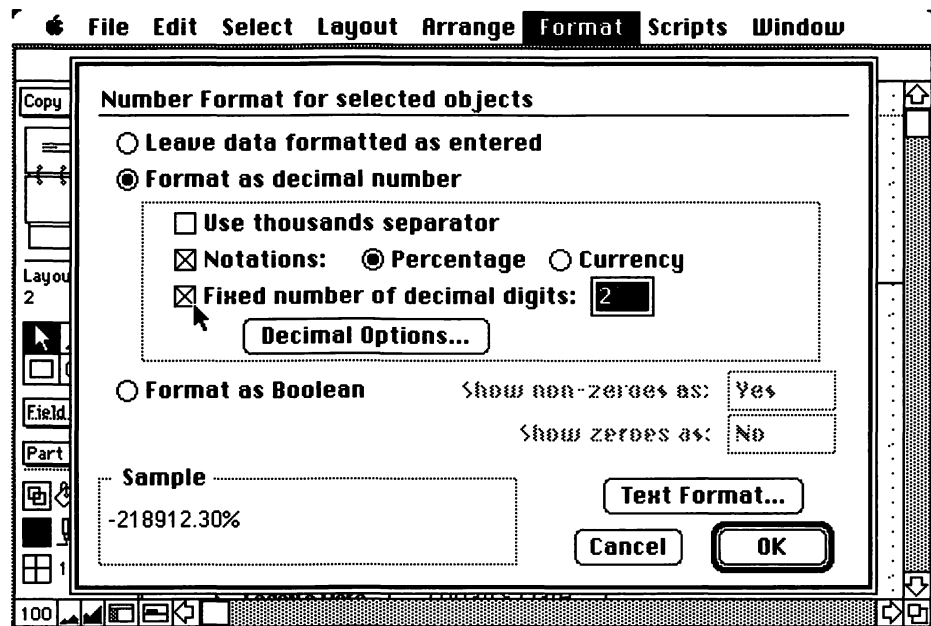 File Edit Select Layout Arrange Format Scripts Window
Copy
Number Format for selected objects
Leave data formatted as entered
Format as decimal number
Use thousands separator
Notations: Percentage Currency
Fixed number of decimal digits: 2
Decimal Options...
Layou
2
Format as Boolean Show non-zeroes as: Yes
Show zeroes as: No
Field
Part
Sample
-218912.30%
Text Format...
Cancel OK
1
100